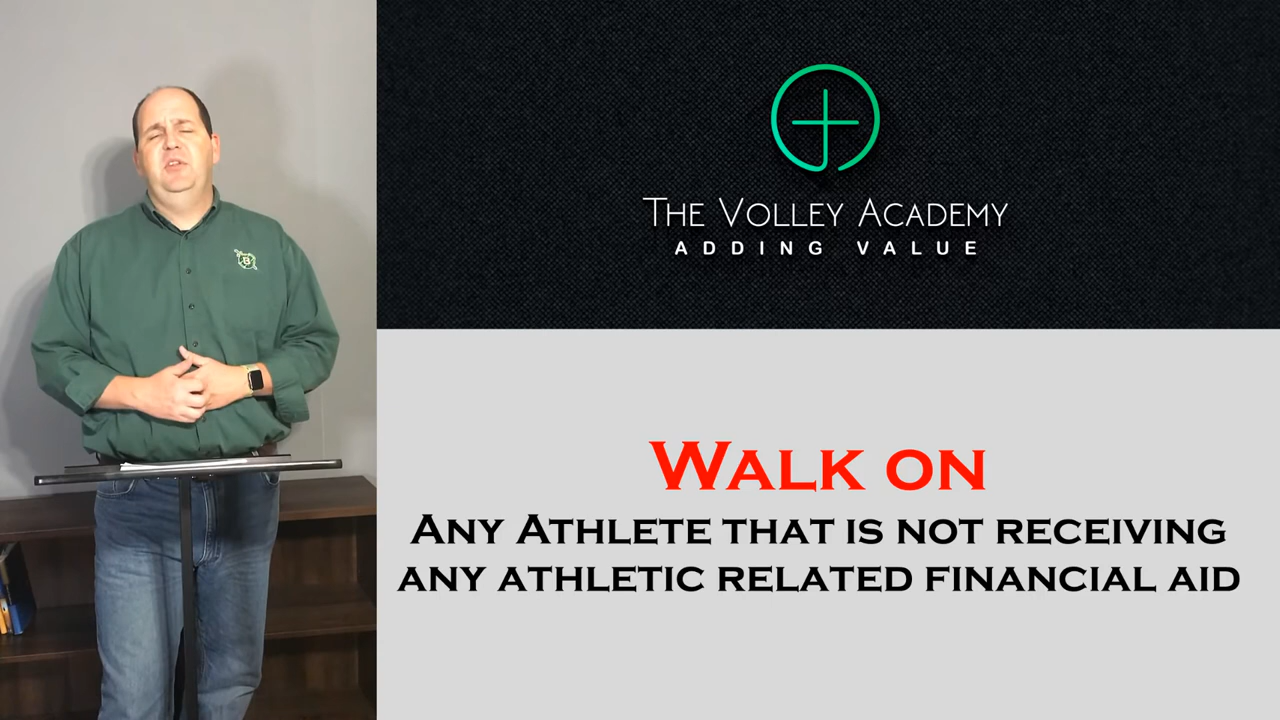 The Volley Academy
ADDING VALUE
Walk on
Any Athlete that is not receiving
any athletic related financial aid